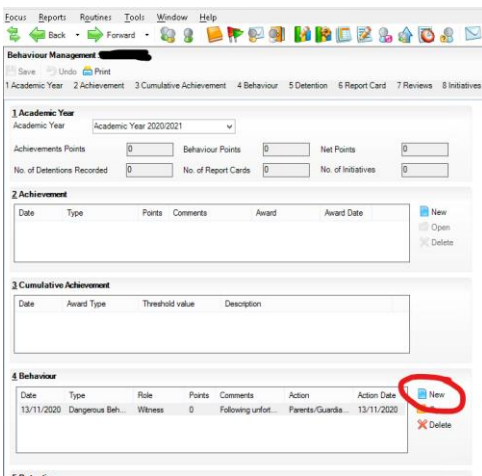 Focus Reports Routines Tools Window Help
Back Forward
Behaviour Management:
Save Undo Print
1 Academic Year 2 Achievement 3 Cumulative Achievement 4 Behaviour 5 Detention 6 Report Card 7 Reviews 8 Initiatives
1 Academic Year
Academic Year Academic Year 2020/2021
Achievements Points 0 Behaviour Points 0 Net Points 0
No. of Detentions Recorded 0 No. of Report Cards 0 No. of Initiatives 0
2 Achievement
Date Type Points Comments Award Award Date New
Open
Delete
3 Cumulative Achievement
Date Award Type Threshold value Description
4 Behaviour
Date Type Role Points Comments Action Action Date New
13/11/2020 Dangerous Beh... Witness 0 Following unfort... Parents/Guardia... 13/11/2020
Delete